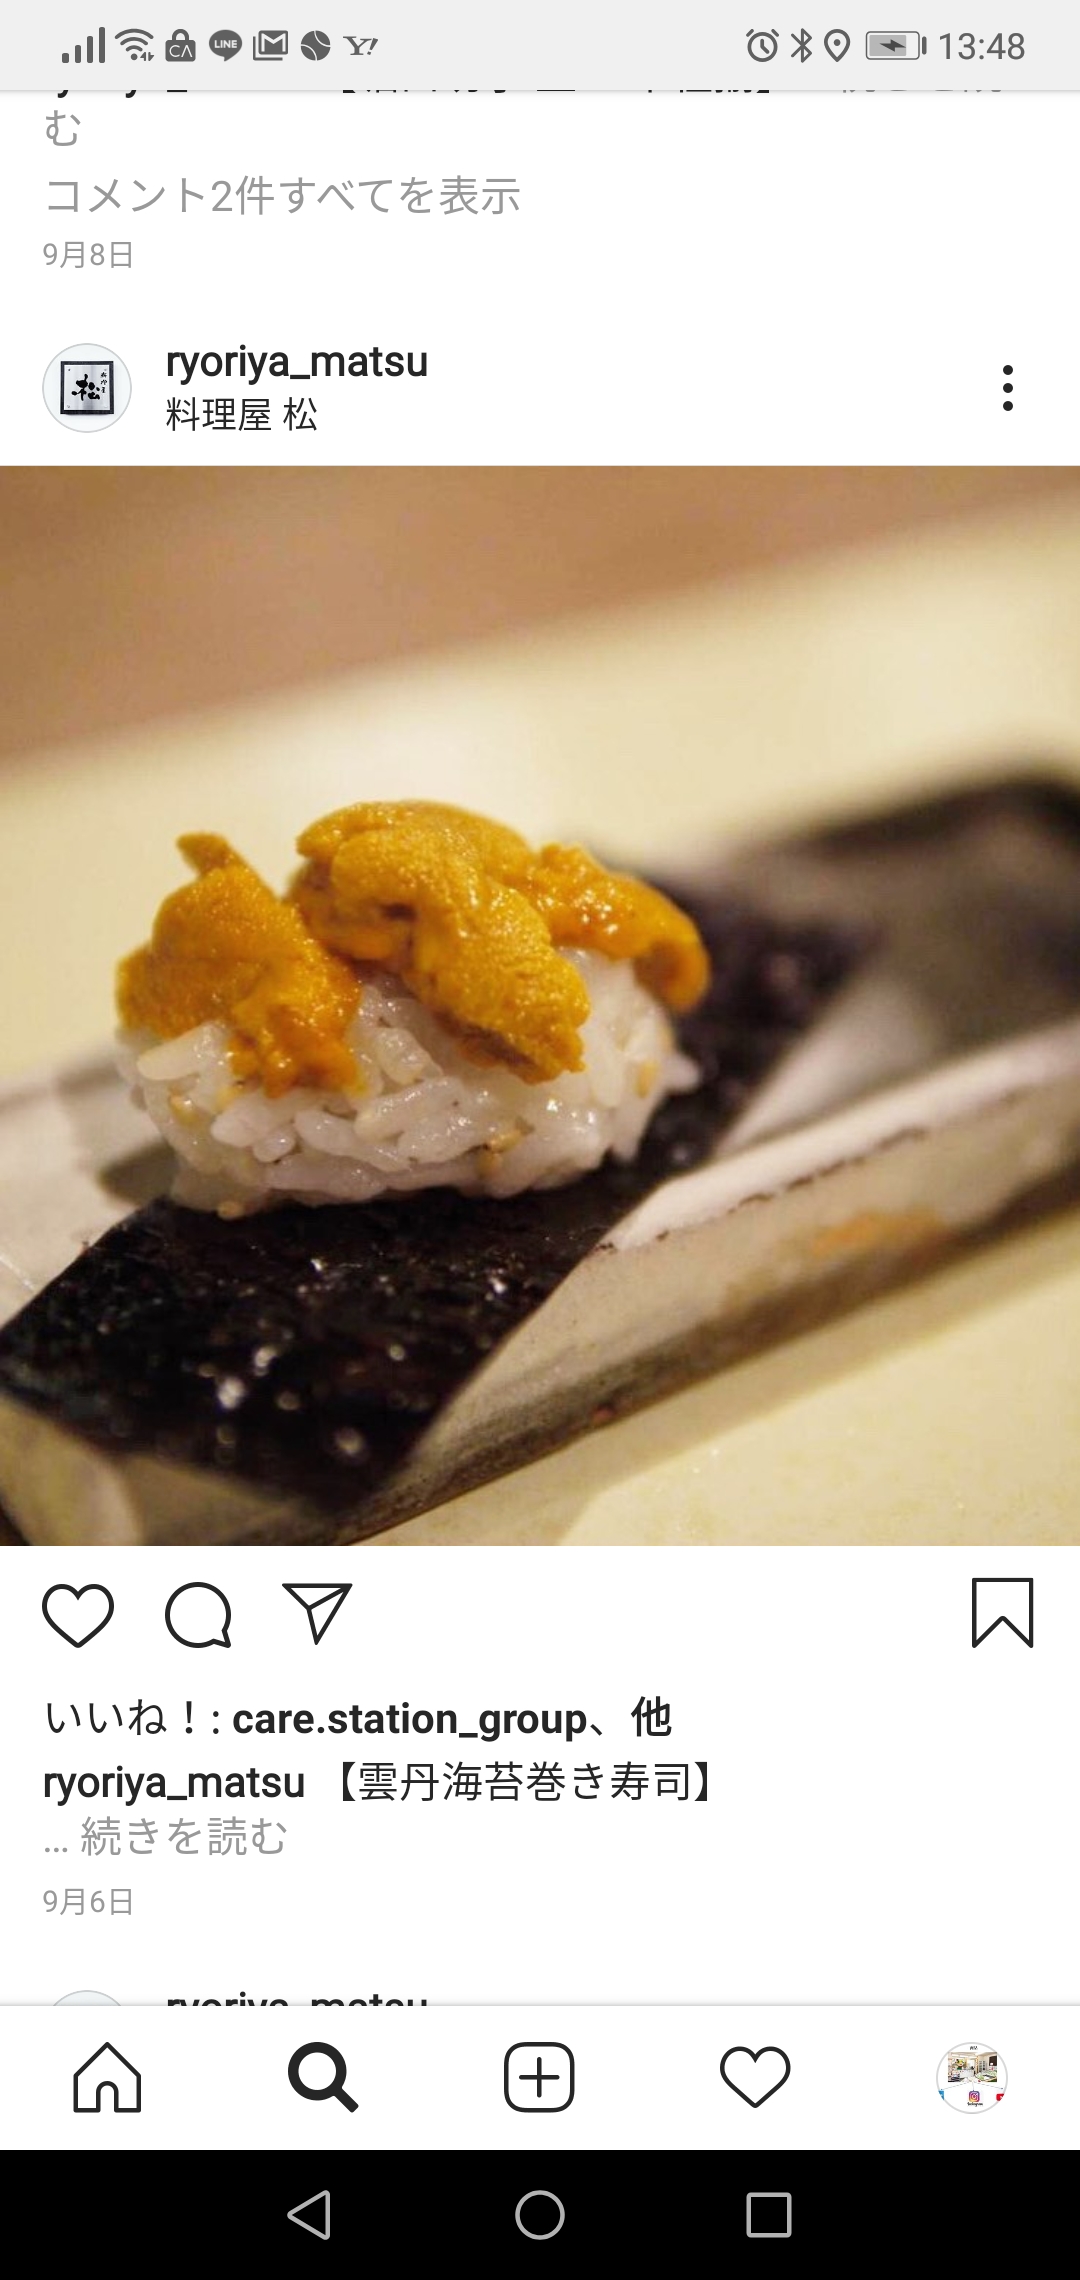 13:48
む
コメント2件すべてを表示
9月8日
ryoriya_matsu
料理屋 松
いいね！: care.station_group、他
ryoriya_matsu 【雲丹海苔巻き寿司】
... 続きを読む
9月6日
ryoriya_matsu